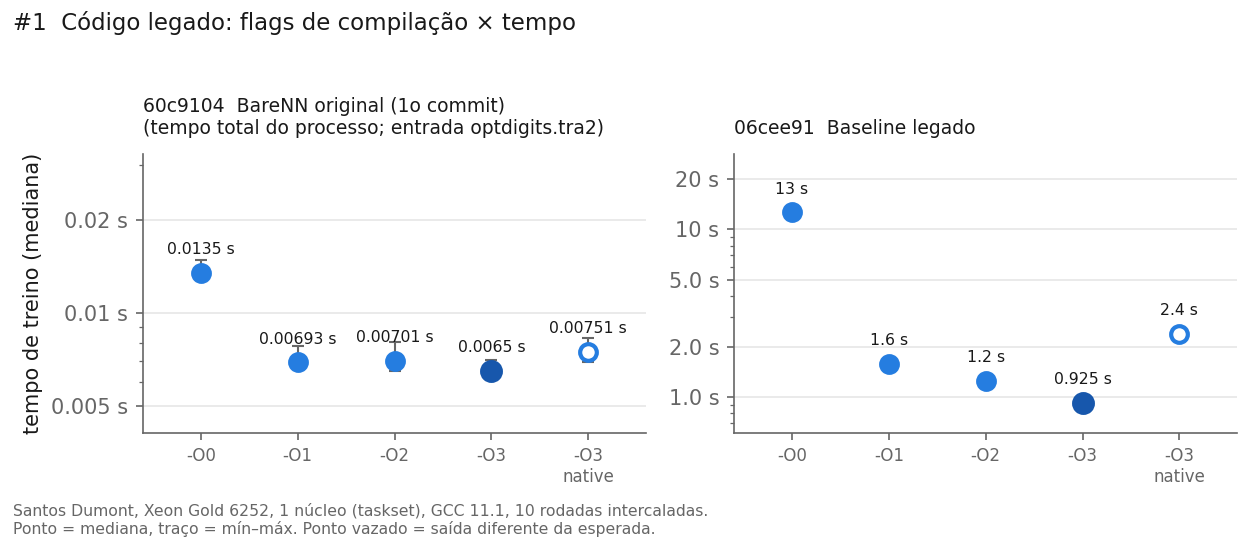 #1  Código legado: flags de compilação × tempo
60c9104  BareNN original (1o commit)
(tempo total do processo; entrada optdigits.tra2)
tempo de treino (mediana)
0.02 s
0.01 s
0.005 s
0.0135 s
0.00693 s
0.00701 s
0.0065 s
0.00751 s
-O0
-O1
-O2
-O3
-O3
native
06cee91  Baseline legado
20 s
10 s
5.0 s
2.0 s
1.0 s
13 s
1.6 s
1.2 s
0.925 s
2.4 s
-O0
-O1
-O2
-O3
-O3
native
Santos Dumont, Xeon Gold 6252, 1 núcleo (taskset), GCC 11.1, 10 rodadas intercaladas.
Ponto = mediana, traço = mín–máx. Ponto vazado = saída diferente da esperada.